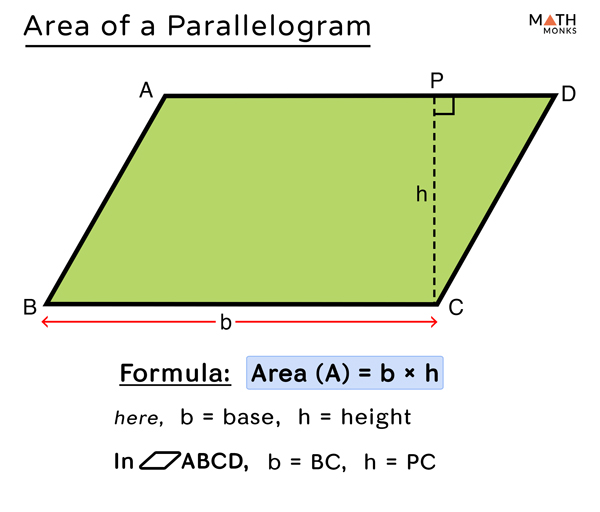 Area of a Parallelogram
MATH
MONKS
A
P
D
h
B
C
b
Formula: Area (A) = b × h
here, b = base, h = height
In ▱ABCD, b = BC, h = PC